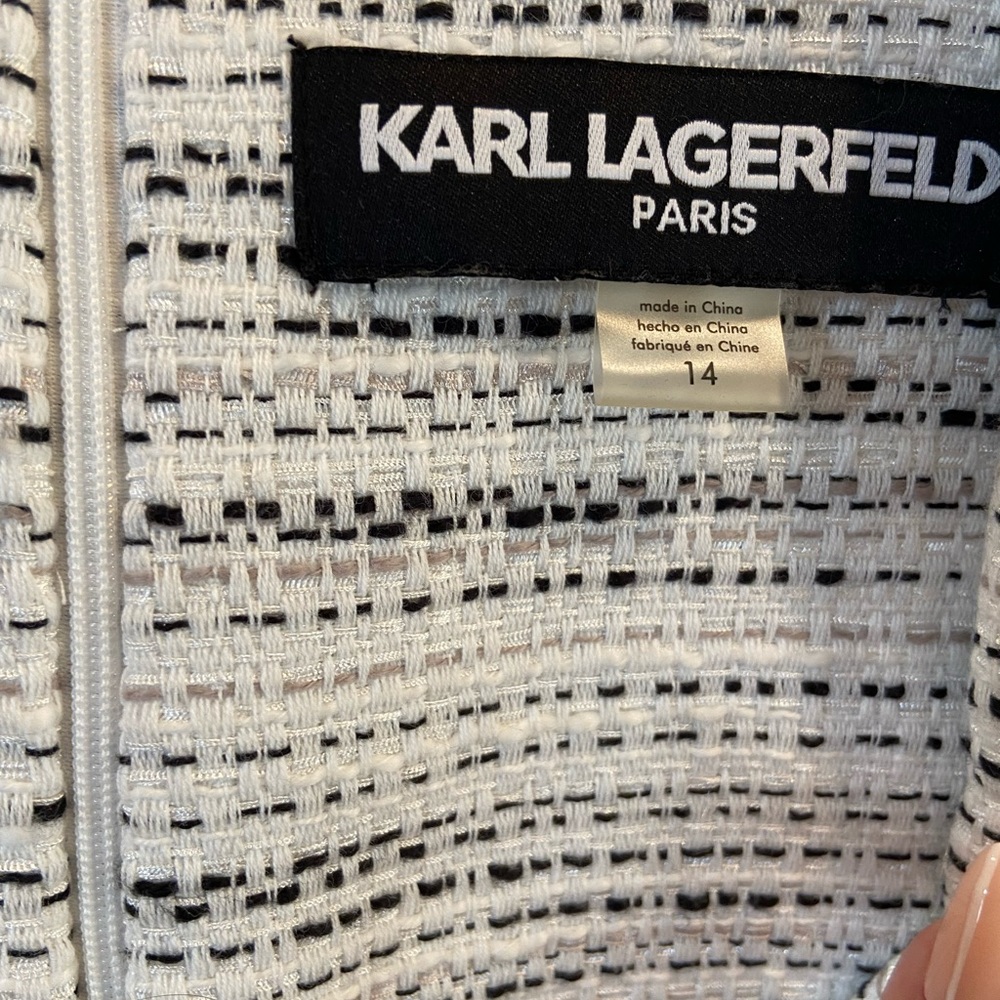 KARL LAGERFELD
PARIS
made in China
hecho en China
fabriqué en Chine
14